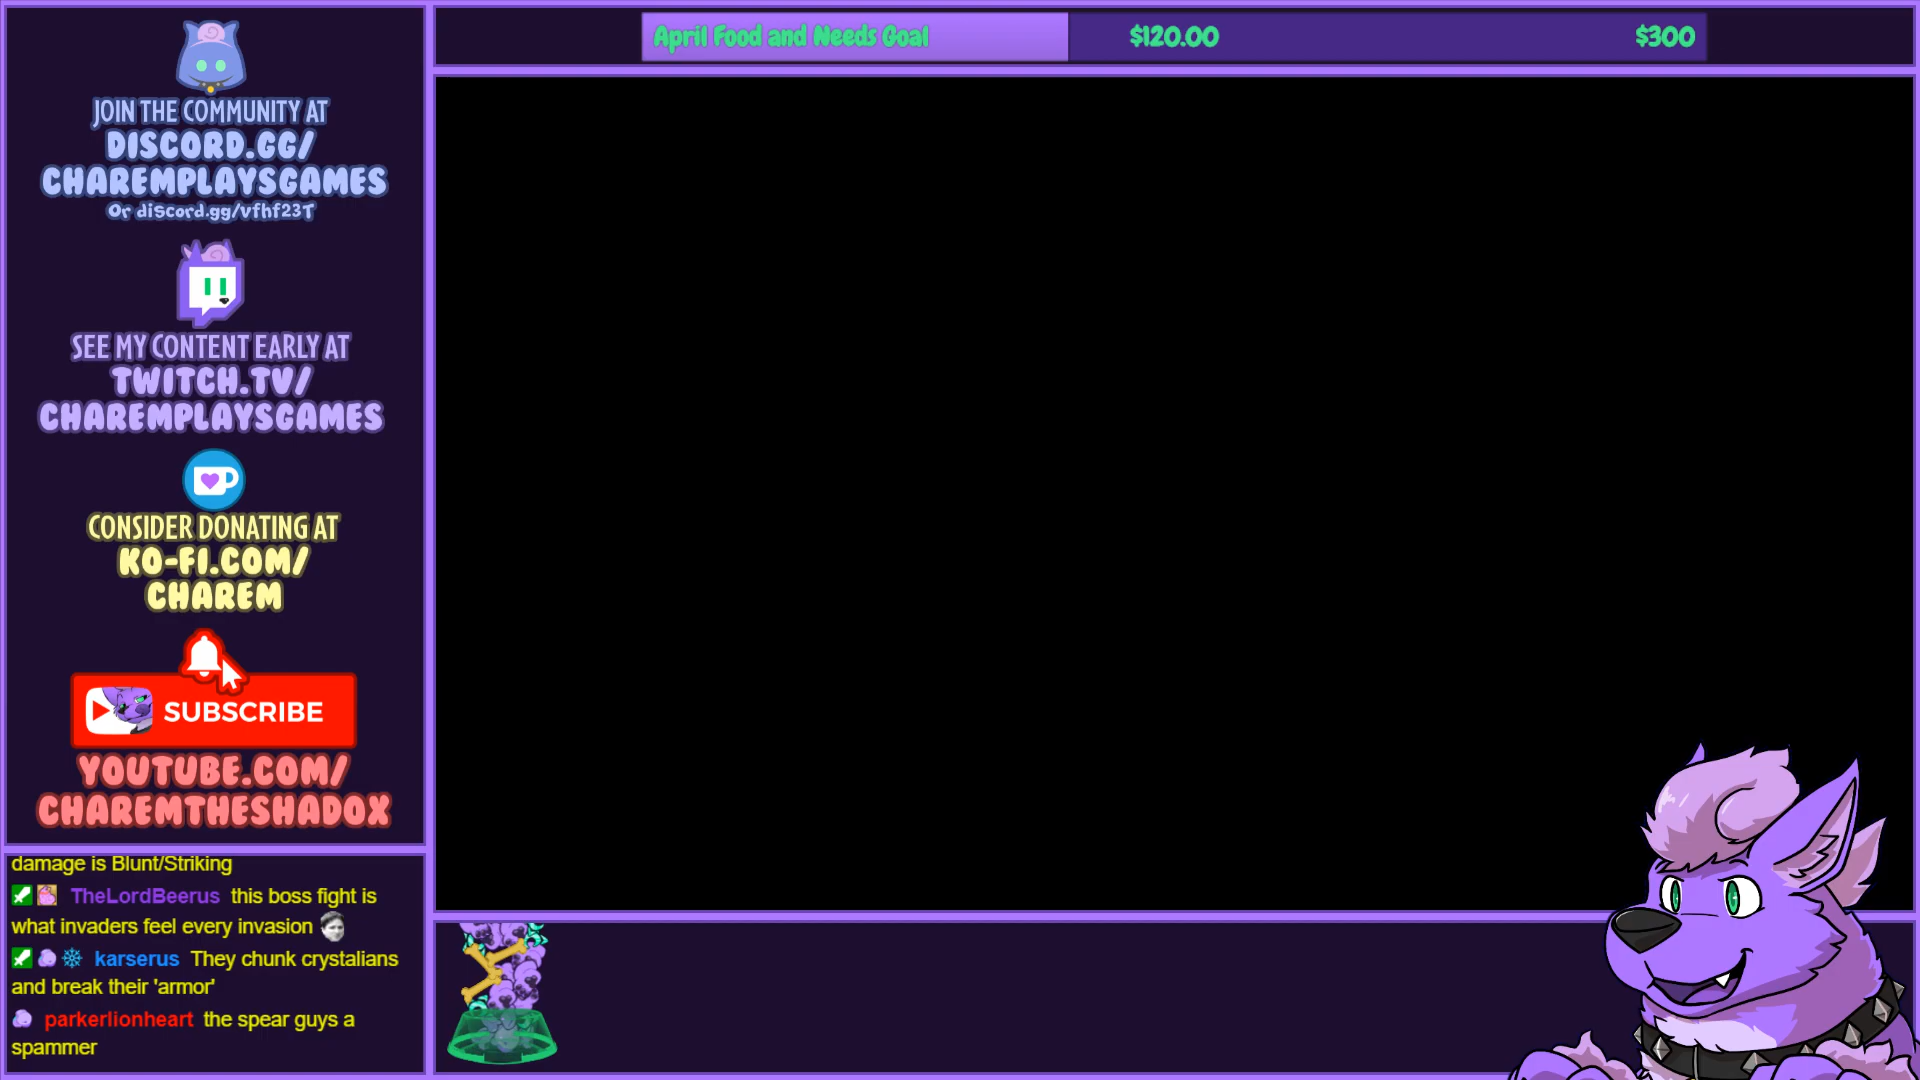 April Food and Needs Goal $120.00 $300
JOIN THE COMMUNITY AT
DISCORD.GG/
CHAREMPLAYSGAMES
Or discord.gg/vfhf23T
SEE MY CONTENT EARLY AT
TWITCH.TV/
CHAREMPLAYSGAMES
CONSIDER DONATING AT
KO-FI.COM/
CHAREM
SUBSCRIBE
YOUTUBE.COM/
CHAREMTHESHADOX
damage is Blunt/Striking
TheLordBeerus this boss fight is
what invaders feel every invasion
karserus They chunk crystalians
and break their 'armor'
parkerlionheart the spear guys a
spammer